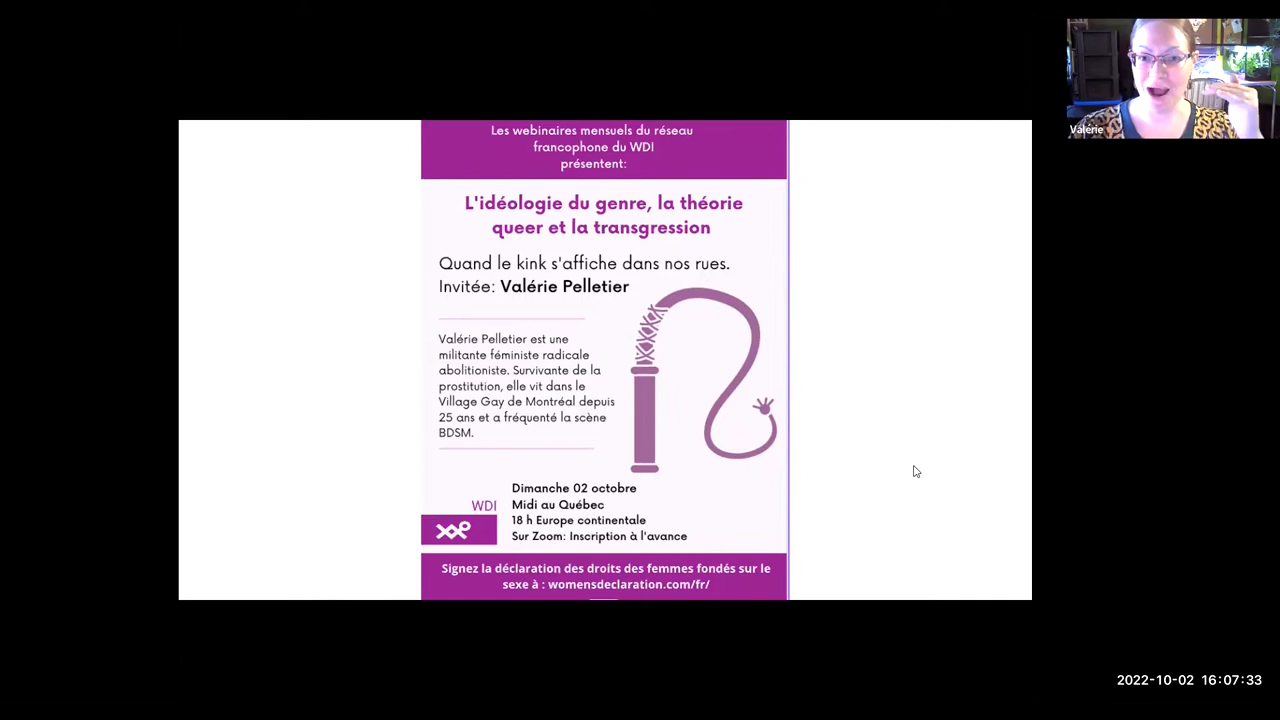 Valérie
Les webinaires mensuels du réseau
francophone du WDI
présentent:
L'idéologie du genre, la théorie
queer et la transgression
Quand le kink s'affiche dans nos rues.
Invitée: Valérie Pelletier
Valérie Pelletier est une
militante féministe radicale
abolitioniste. Survivante de la
prostitution, elle vit dans le
Village Gay de Montréal depuis
25 ans et a fréquenté la scène
BDSM.
WDI
Dimanche 02 octobre
Midi au Québec
18 h Europe continentale
Sur Zoom: Inscription à l'avance
Signez la déclaration des droits des femmes fondés sur le
sexe à : womensdeclaration.com/fr/
2022-10-02 16:07:33